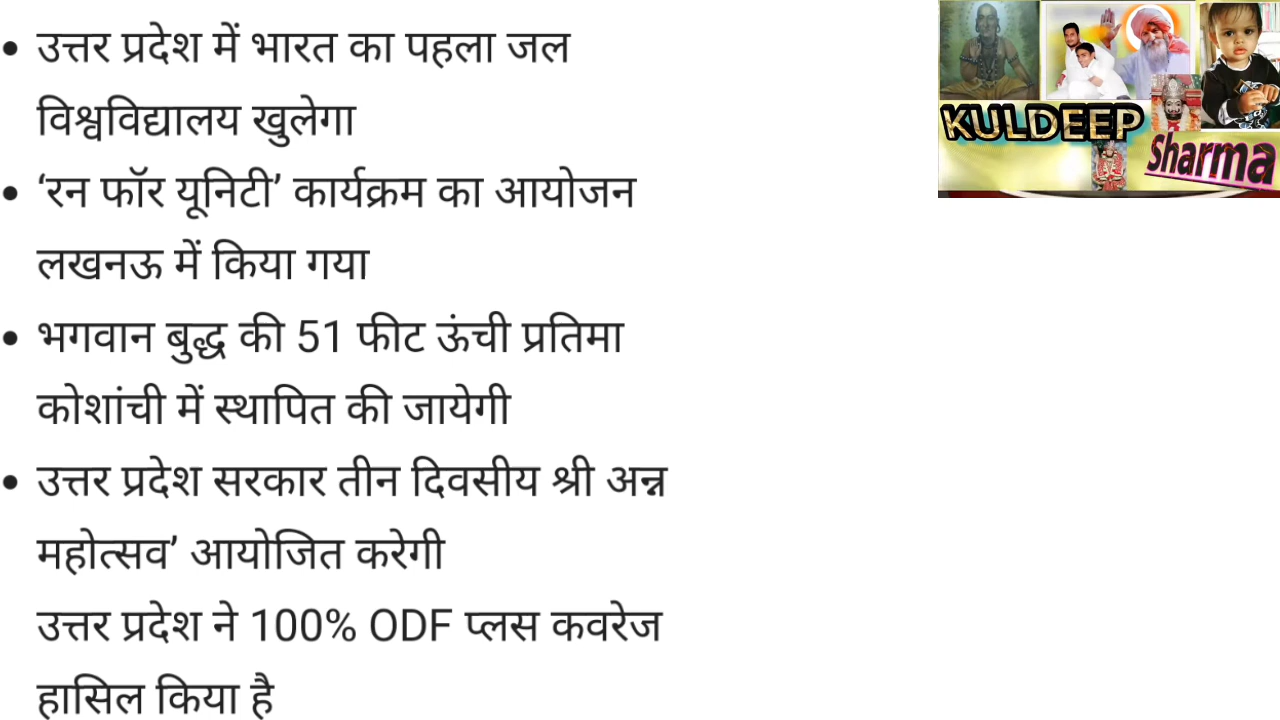 • उत्तर प्रदेश में भारत का पहला जल
विश्वविद्यालय खुलेगा
• ‘रन फॉर यूनिटी’ कार्यक्रम का आयोजन
लखनऊ में किया गया
• भगवान बुद्ध की 51 फीट ऊंची प्रतिमा
कोशांची में स्थापित की जायेगी
• उत्तर प्रदेश सरकार तीन दिवसीय श्री अन्न
महोत्सव’ आयोजित करेगी
उत्तर प्रदेश ने 100% ODF प्लस कवरेज
हासिल किया है
KULDEEP
Sharma